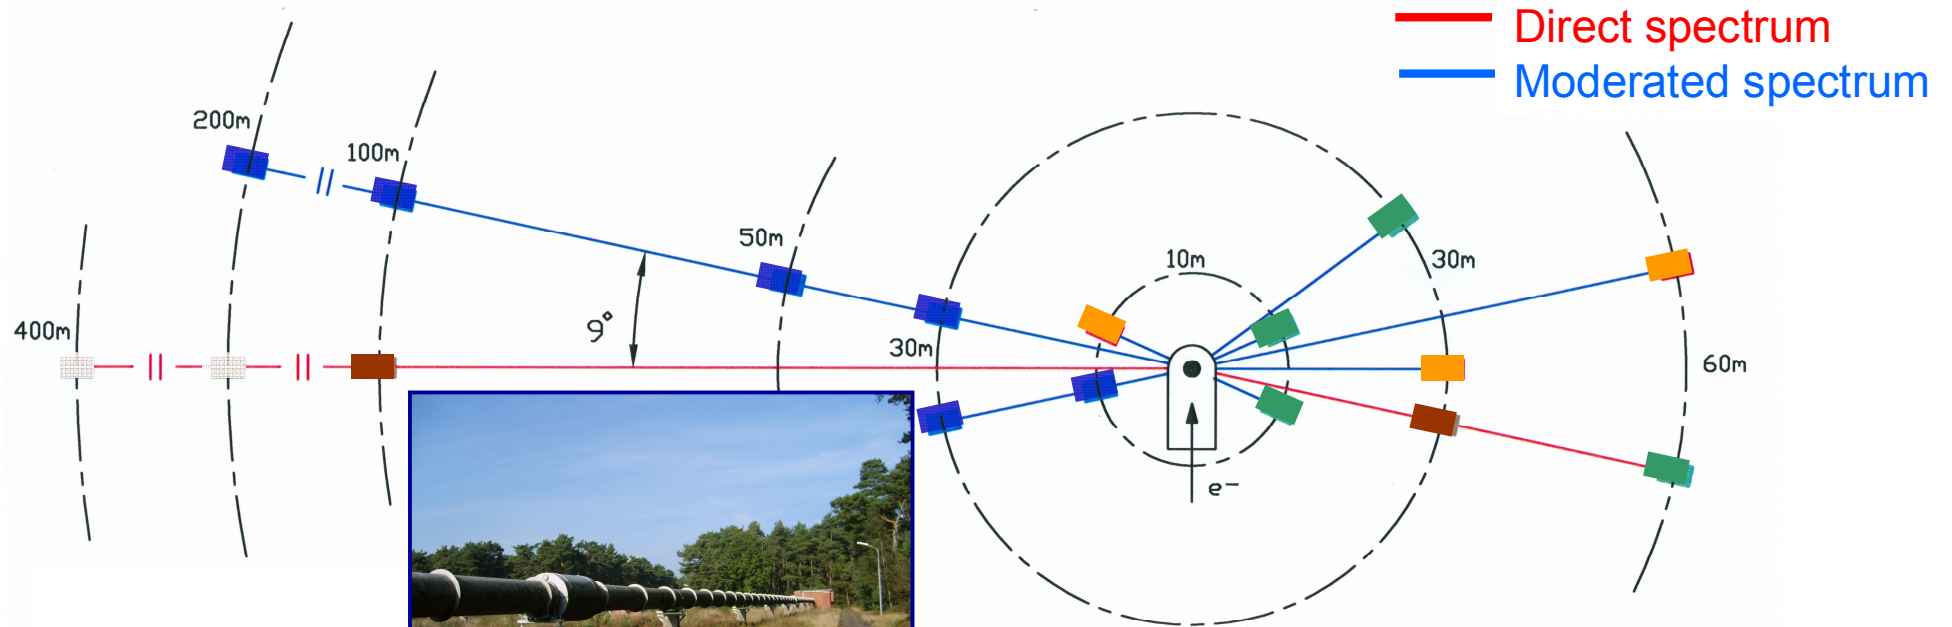 Direct spectrum
Moderated spectrum
200m
100m
50m
10m
30m
400m
9°
30m
60m
e-